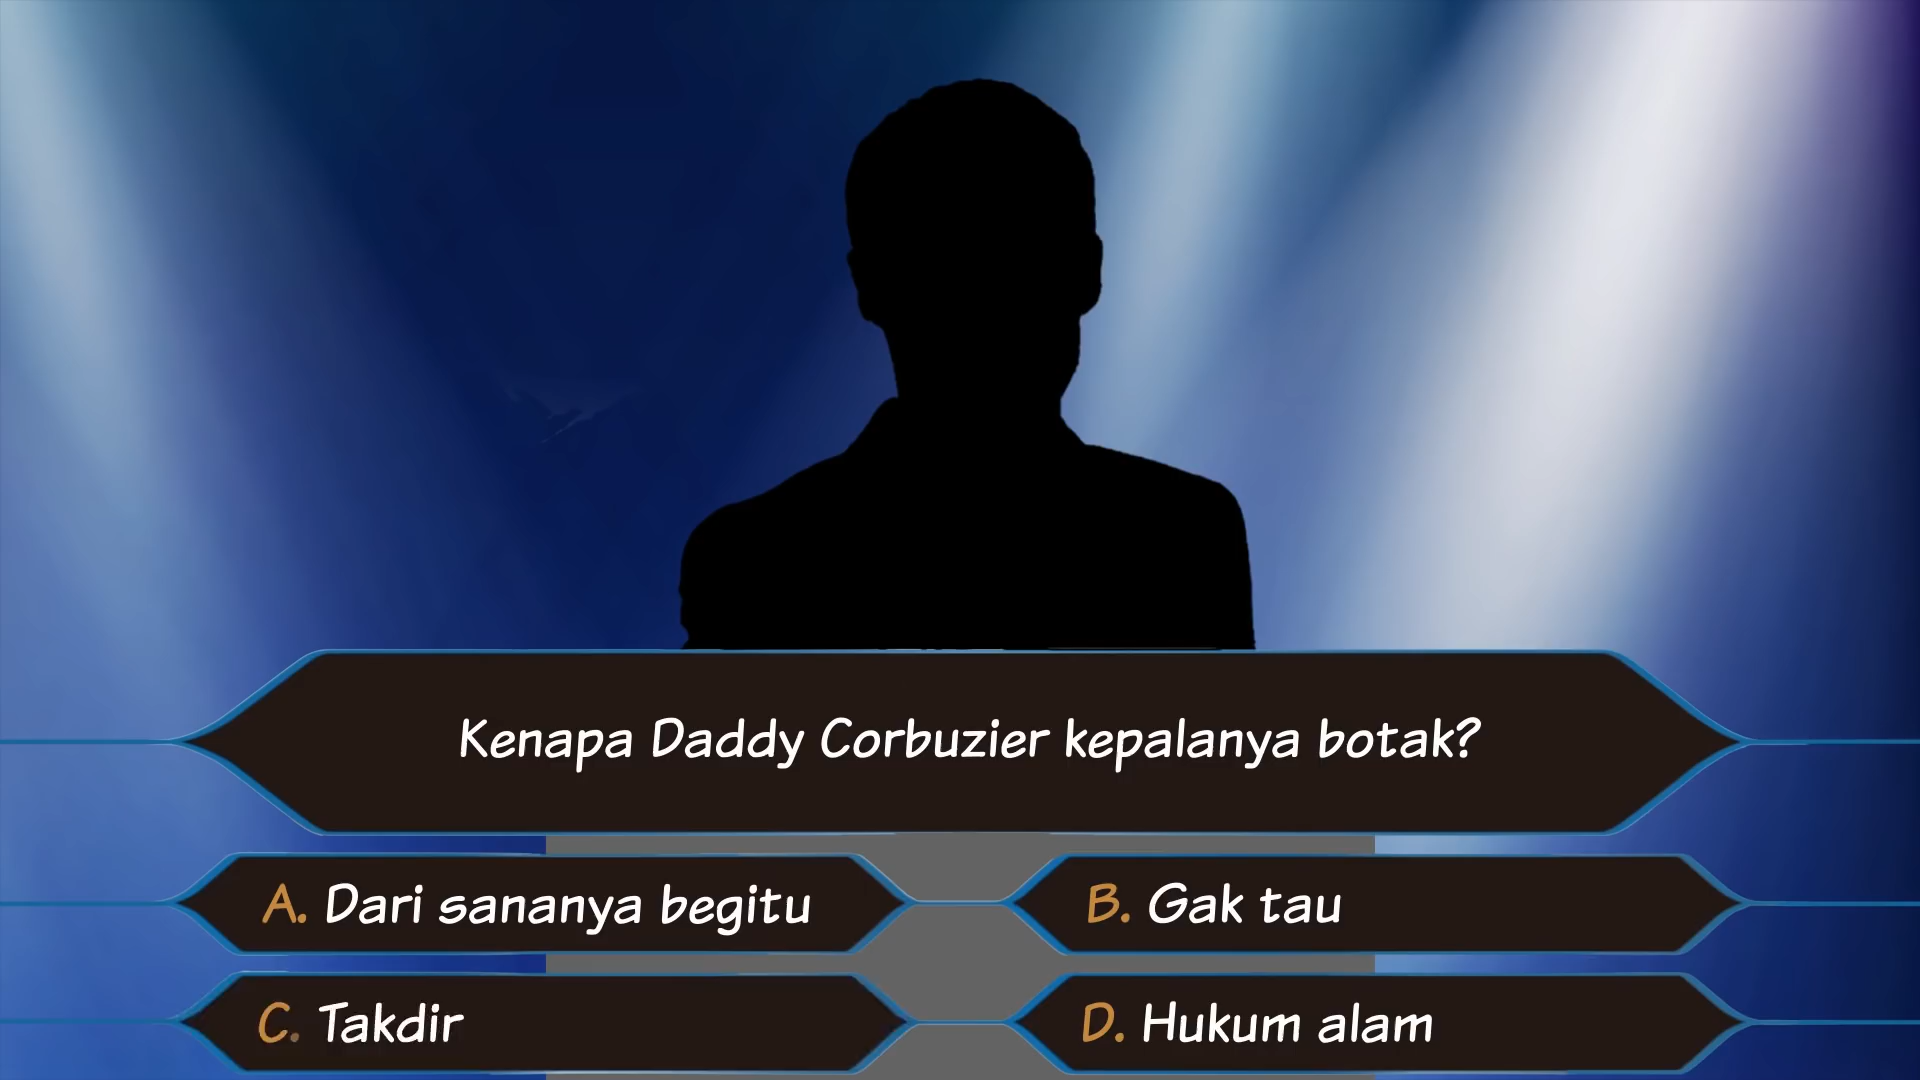 Kenapa Daddy Corbuzier kepalanya botak?
A. Dari sananya begitu
B. Gak tau
C. Takdir
D. Hukum alam